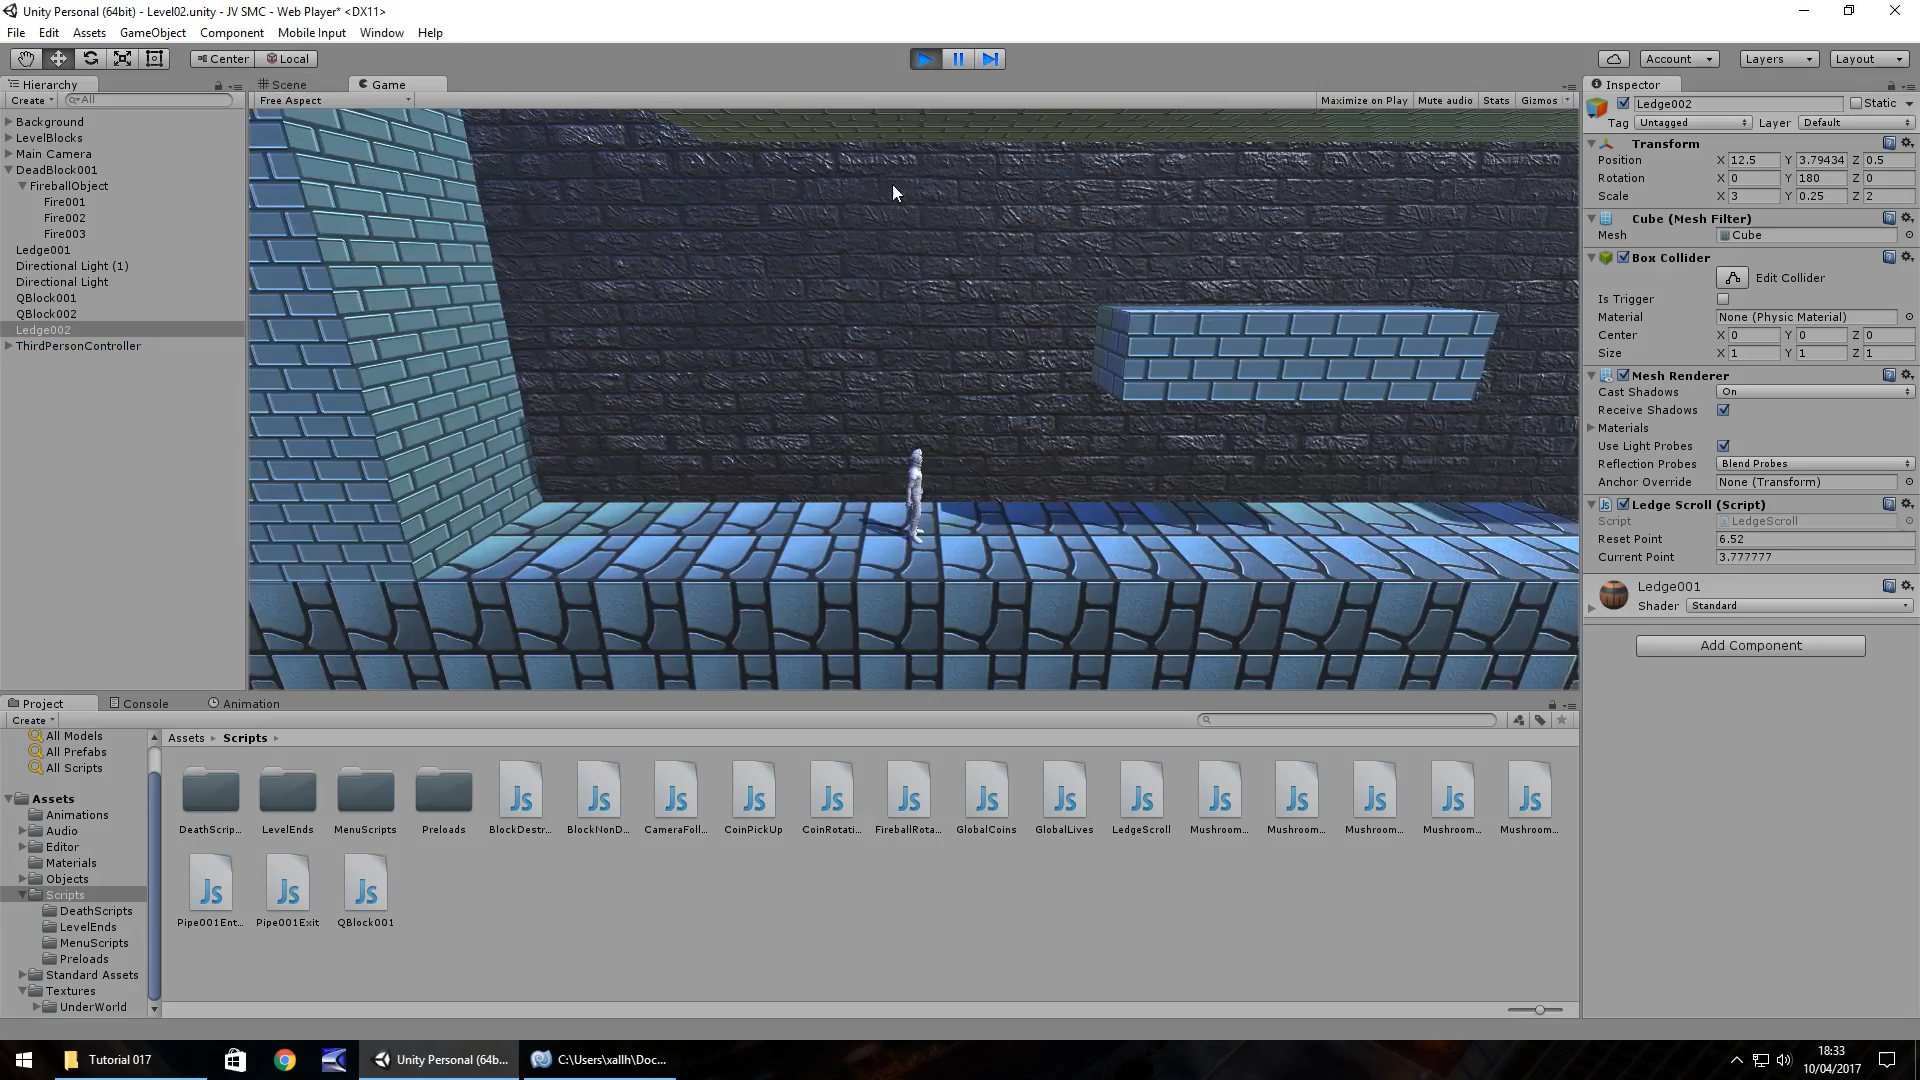 Unity Personal (64bit) - Level02.unity - JV SMC - Web Player* <DX11>
File Edit Assets GameObject Component Mobile Input Window Help
Center Local
Account Layers Layout
Hierarchy
Create All
Background
LevelBlocks
Main Camera
DeadBlock001
FireballObject
Fire001
Fire002
Fire003
Ledge001
Directional Light (1)
Directional Light
QBlock001
QBlock002
Ledge002
ThirdPersonController
Scene Game
Free Aspect Maximize on Play Mute audio Stats Gizmos
Inspector
Ledge002 Static
Tag Untagged Layer Default
Transform
Position X 12.5 Y 3.79434 Z 0.5
Rotation X 0 Y 180 Z 0
Scale X 3 Y 0.25 Z 2
Cube (Mesh Filter)
Mesh Cube
Box Collider
Edit Collider
Is Trigger
Material None (Physic Material)
Center X 0 Y 0 Z 0
Size X 1 Y 1 Z 1
Mesh Renderer
Cast Shadows On
Receive Shadows
Materials
Use Light Probes
Reflection Probes Blend Probes
Anchor Override None (Transform)
Ledge Scroll (Script)
Script LedgeScroll
Reset Point 6.52
Current Point 3.777777
Ledge001
Shader Standard
Add Component
Project Console Animation
Create
All Models
All Prefabs
All Scripts
Assets
Animations
Audio
Editor
Materials
Objects
Scripts
DeathScripts
LevelEnds
MenuScripts
Preloads
Standard Assets
Textures
UnderWorld
Assets Scripts
DeathScrip... LevelEnds MenuScripts Preloads BlockDestr... BlockNonD... CameraFoll... CoinPickUp CoinRotati... FireballRota... GlobalCoins GlobalLives LedgeScroll Mushroom... Mushroom... Mushroom... Mushroom... Mushroom...
Pipe001Ent... Pipe001Exit QBlock001
Tutorial 017 Unity Personal (64b... C:\Users\xallh\Doc...
18:33
10/04/2017